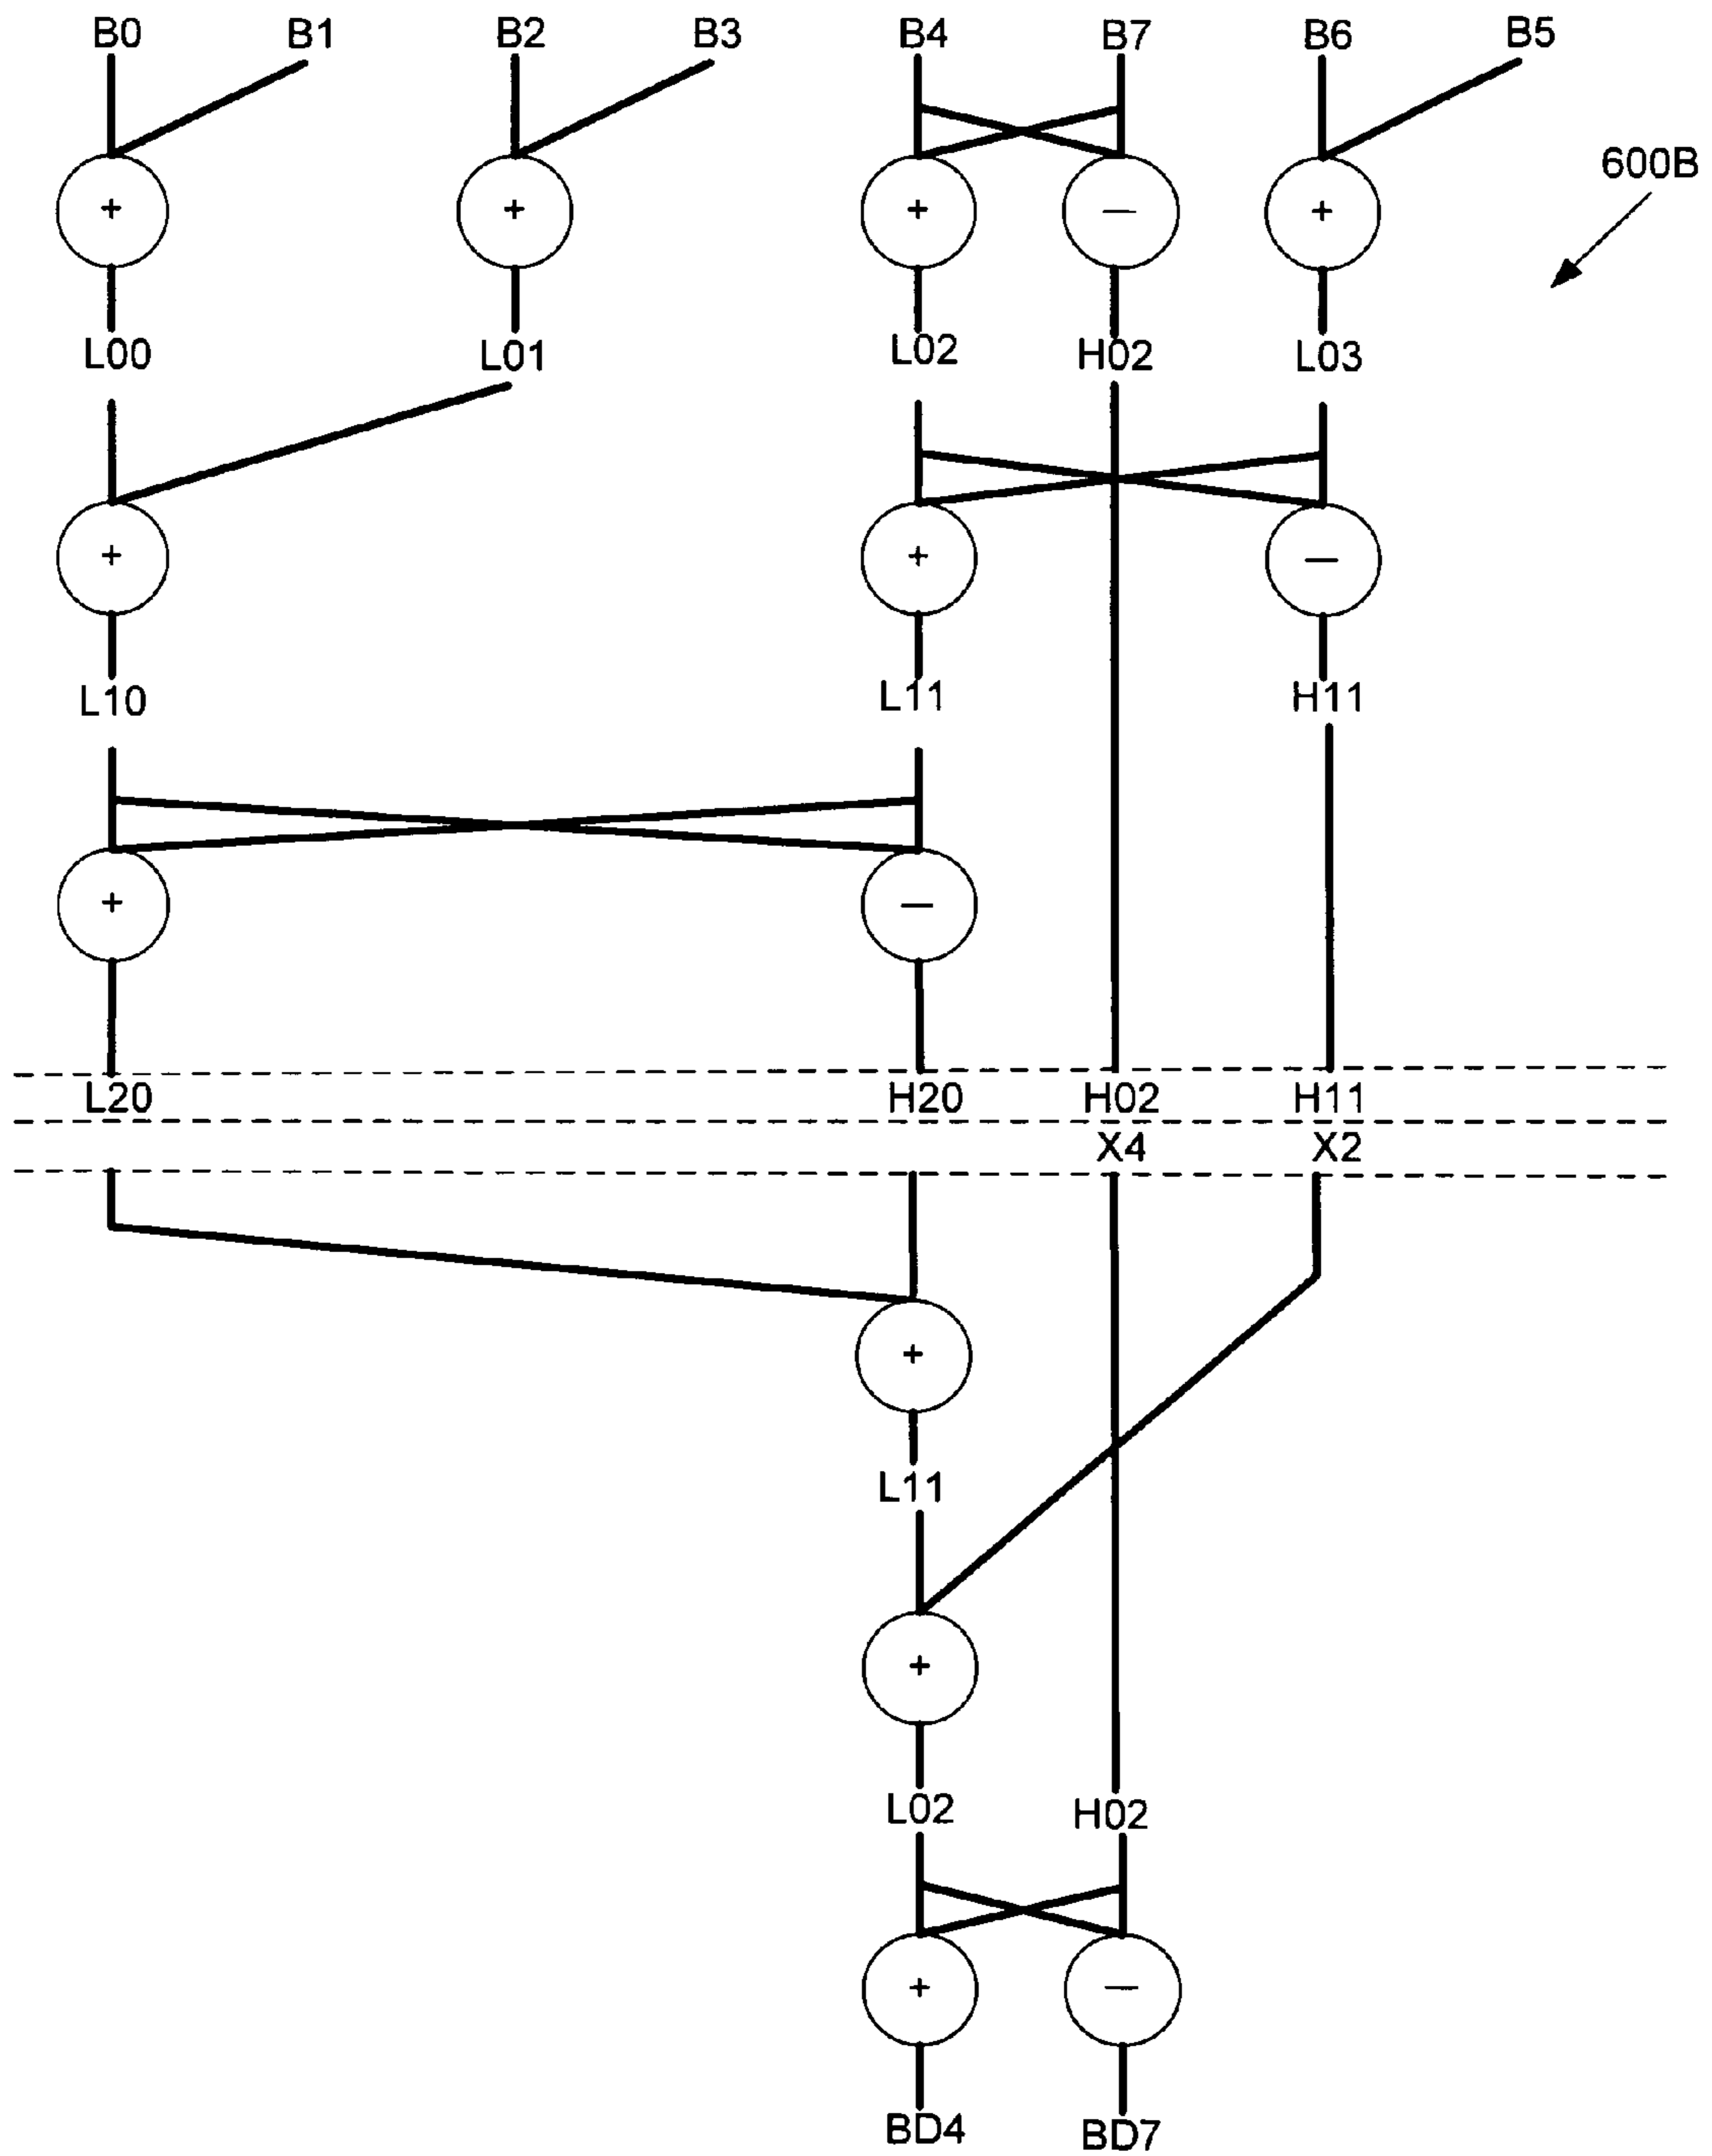 B0 B1 B2 B3 B4 B7 B6 B5
600B
+ + + — +
L00 L01 L02 H02 L03
+ + —
L10 L11 H11
+ —
L20 H20 H02 H11
X4 X2
+
L11
+
L02 H02
+ —
BD4 BD7